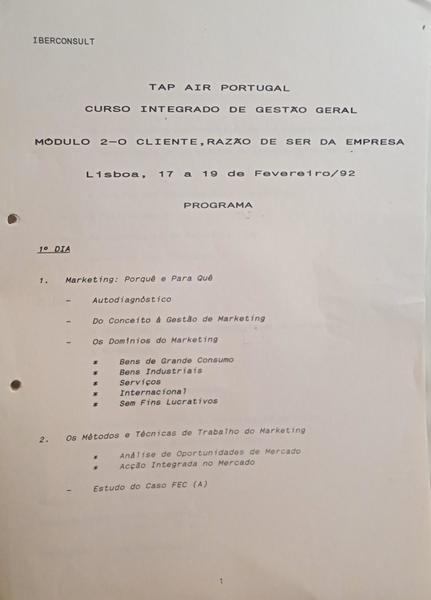 IBERCONSULT
TAP AIR PORTUGAL
CURSO INTEGRADO DE GESTÃO GERAL
MÓDULO 2-O CLIENTE,RAZÃO DE SER DA EMPRESA
Lisboa, 17 a 19 de Fevereiro/92
PROGRAMA
1º DIA
1. Marketing: Porquê e Para Quê
- Autodiagnóstico
- Do Conceito à Gestão de Marketing
- Os Domínios do Marketing
* Bens de Grande Consumo
* Bens Industriais
* Serviços
* Internacional
* Sem Fins Lucrativos
2. Os Métodos e Técnicas de Trabalho do Marketing
* Análise de Oportunidades de Mercado
* Acção Integrada no Mercado
- Estudo do Caso FEC (A)
1